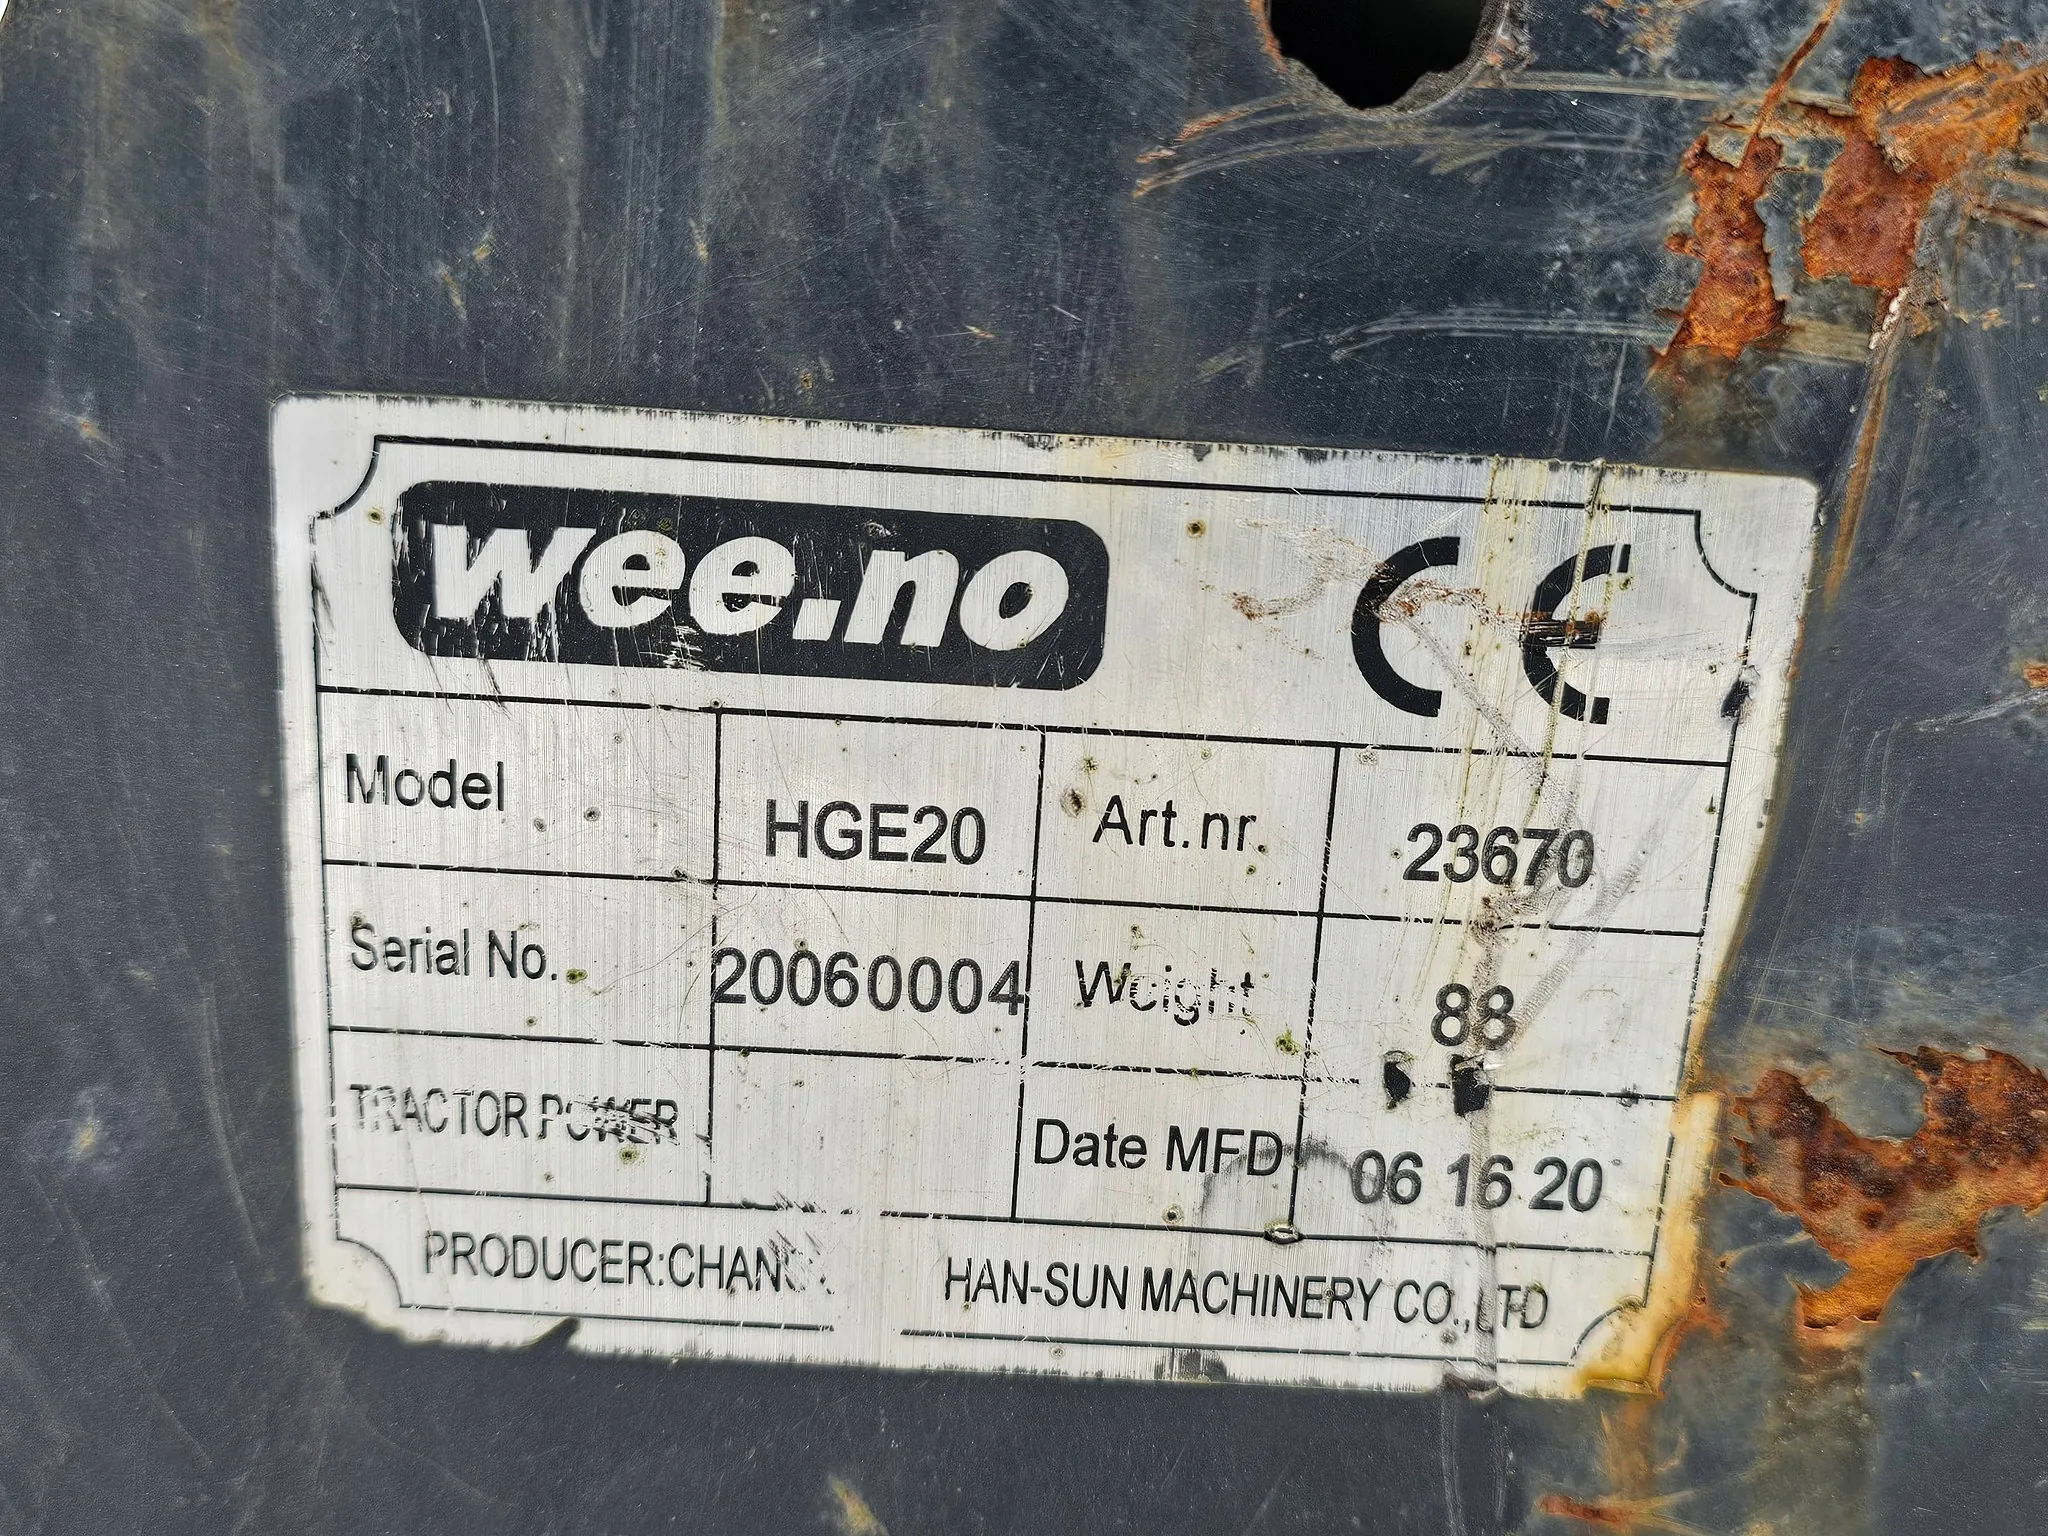 wee.no CE
Model HGE20 Art.nr. 23670
Serial No. 20060004 Weight 88
TRACTOR POWER Date MFD 06 16 20
PRODUCER: HAN-SUN MACHINERY CO.,LTD